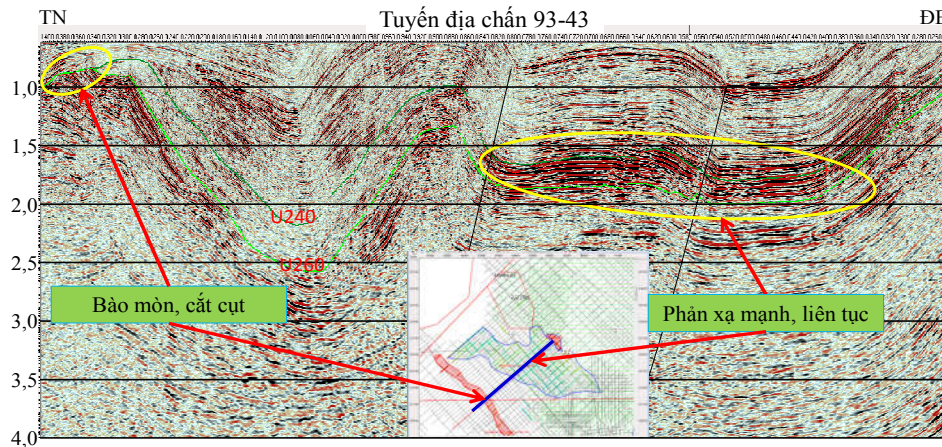 TN
Tuyến địa chấn 93-43
ĐB
1,0
1,5
2,0
U240
2,5
U260
Bào mòn, cắt cụt
Phản xạ mạnh, liên tục
3,0
3,5
4,0